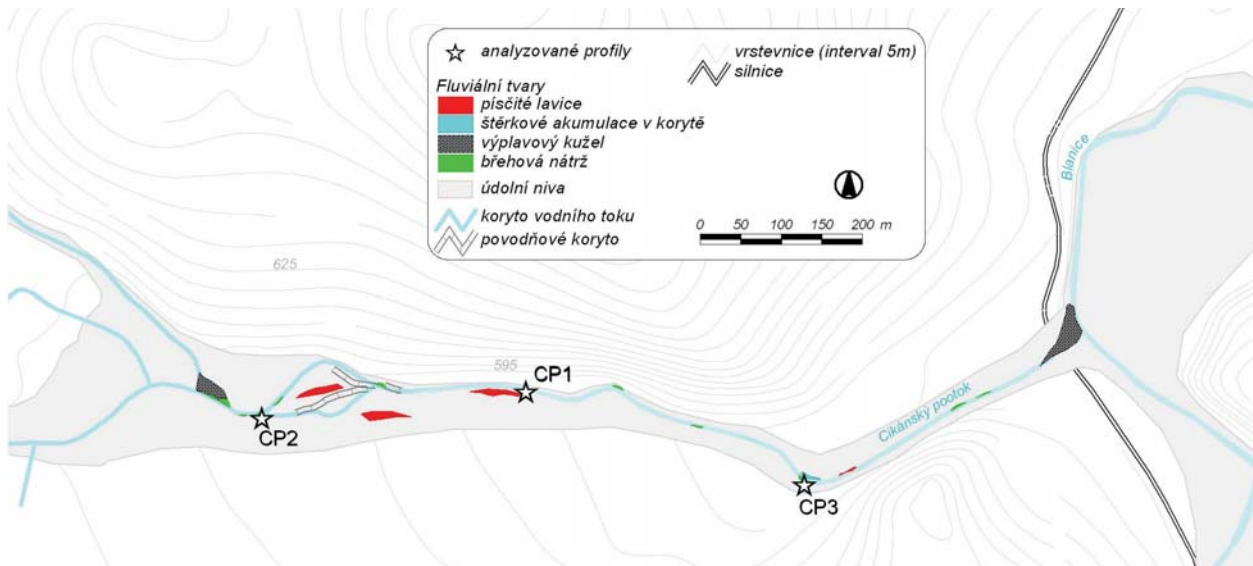 analyzované profily
vrstevnice (interval 5m)
silnice
Fluviální tvary
písčité lavice
štěrkové akumulace v korytě
výplavový kužel
břehová nátrž
údolní niva
koryto vodního toku
povodňové koryto
0 50 100 150 200 m
Blanice
625
595
CP1
CP2
Cikánský pootok
CP3